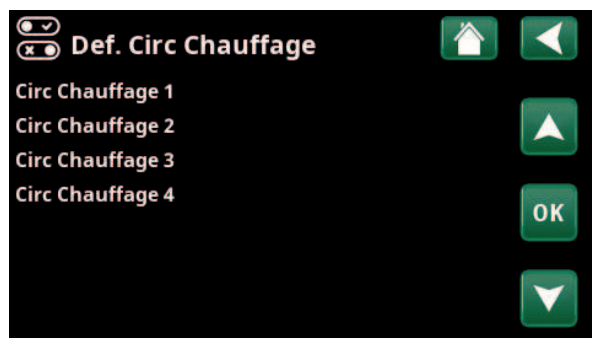 Def. Circ Chauffage
Circ Chauffage 1
Circ Chauffage 2
Circ Chauffage 3
Circ Chauffage 4
OK